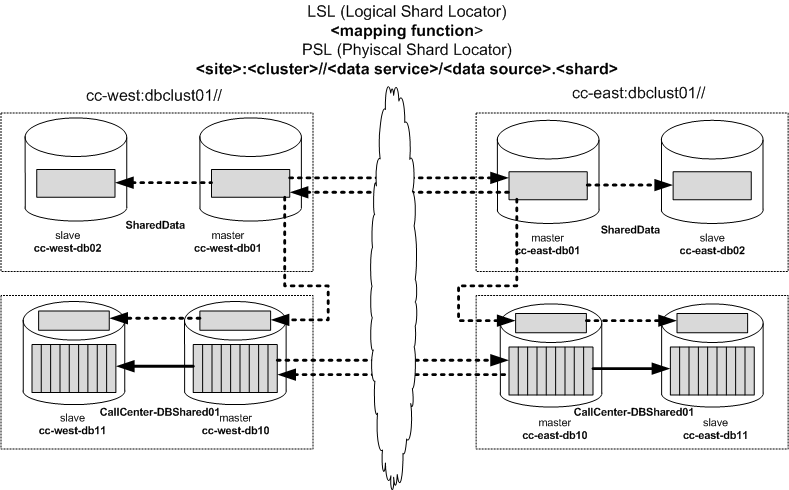 LSL (Logical Shard Locator)
<mapping function>
PSL (Phyiscal Shard Locator)
<site>:<cluster>//<data service>/<data source>.<shard>
cc-west:dbclust01//
cc-east:dbclust01//
slave
cc-west-db02
SharedData
master
cc-west-db01
master
cc-east-db01
SharedData
slave
cc-east-db02
slave
cc-west-db11
CallCenter-DBShared01
master
cc-west-db10
master
cc-east-db10
CallCenter-DBShared01
slave
cc-east-db11